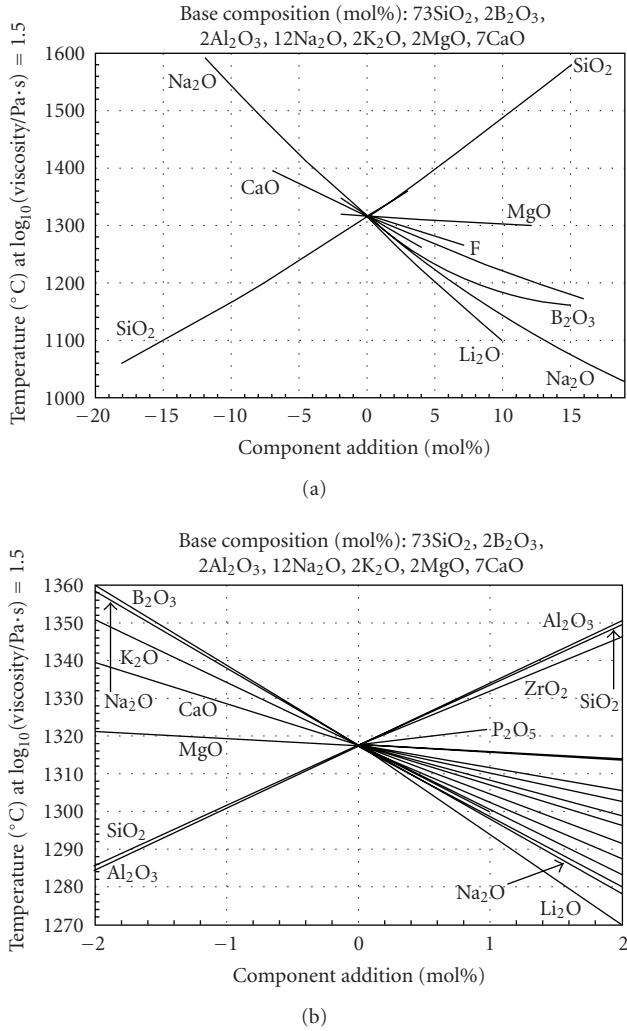 Base composition (mol%): 73SiO₂, 2B₂O₃,
2Al₂O₃, 12Na₂O, 2K₂O, 2MgO, 7CaO
Temperature (°C) at log₁₀(viscosity/Pa·s) = 1.5
1600
1500
1400
1300
1200
1100
1000
Na₂O
SiO₂
CaO
MgO
F
B₂O₃
SiO₂
Li₂O
Na₂O
−20 −15 −10 −5 0 5 10 15
Component addition (mol%)
(a)
Base composition (mol%): 73SiO₂, 2B₂O₃,
2Al₂O₃, 12Na₂O, 2K₂O, 2MgO, 7CaO
Temperature (°C) at log₁₀(viscosity/Pa·s) = 1.5
1360
1350
1340
1330
1320
1310
1300
1290
1280
1270
B₂O₃
Al₂O₃
K₂O
ZrO₂
Na₂O
SiO₂
CaO
P₂O₅
MgO
SiO₂
Al₂O₃
Na₂O
Li₂O
−2 −1 0 1 2
Component addition (mol%)
(b)